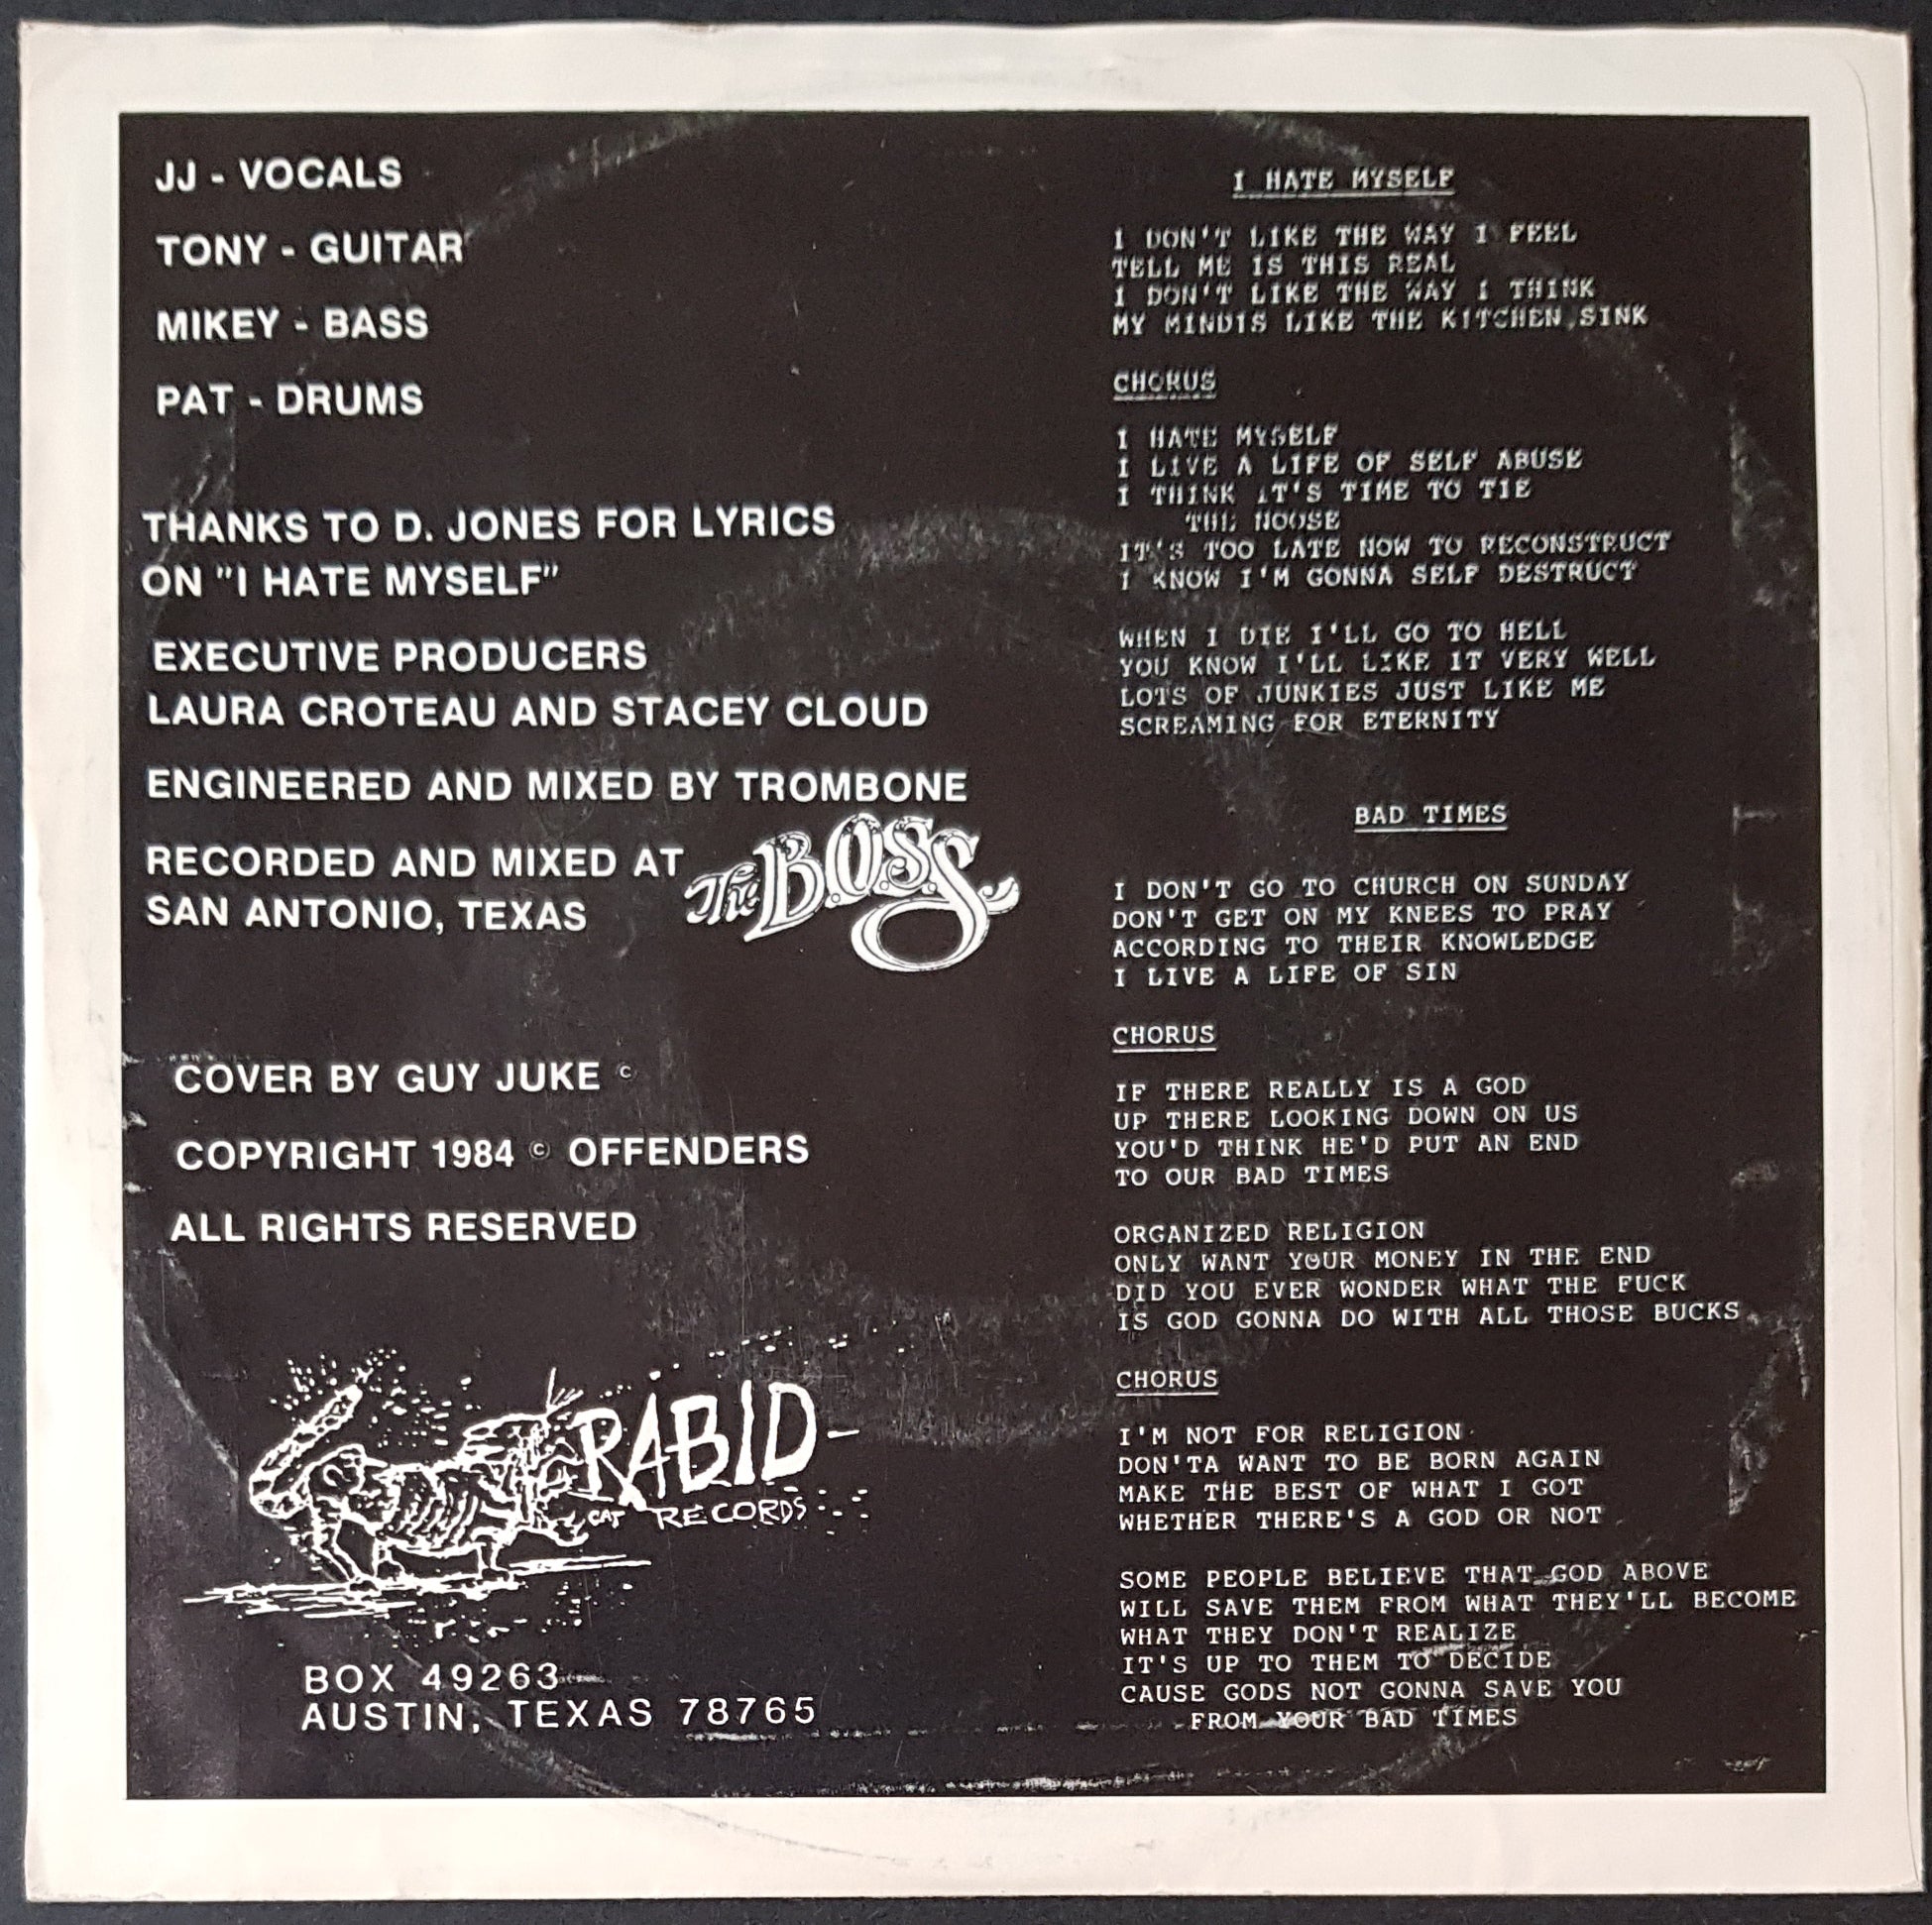 JJ - VOCALS
TONY - GUITAR
MIKEY - BASS
PAT - DRUMS
THANKS TO D. JONES FOR LYRICS
ON "I HATE MYSELF"
EXECUTIVE PRODUCERS
LAURA CROTEAU AND STACEY CLOUD
ENGINEERED AND MIXED BY TROMBONE
RECORDED AND MIXED AT The B.O.S.S.
SAN ANTONIO, TEXAS
COVER BY GUY JUKE ©
COPYRIGHT 1984 © OFFENDERS
ALL RIGHTS RESERVED
RABID-
CAT RECORDS
BOX 49263
AUSTIN, TEXAS 78765
I HATE MYSELF
I DON'T LIKE THE WAY I FEEL
TELL ME IS THIS REAL
I DON'T LIKE THE WAY I THINK
MY MINDIS LIKE THE KITCHEN SINK
CHORUS
I HATE MYSELF
I LIVE A LIFE OF SELF ABUSE
I THINK IT'S TIME TO TIE
THE NOOSE
IT'S TOO LATE NOW TO RECONSTRUCT
I KNOW I'M GONNA SELF DESTRUCT
WHEN I DIE I'LL GO TO HELL
YOU KNOW I'LL LIKE IT VERY WELL
LOTS OF JUNKIES JUST LIKE ME
SCREAMING FOR ETERNITY
BAD TIMES
I DON'T GO TO CHURCH ON SUNDAY
DON'T GET ON MY KNEES TO PRAY
ACCORDING TO THEIR KNOWLEDGE
I LIVE A LIFE OF SIN
CHORUS
IF THERE REALLY IS A GOD
UP THERE LOOKING DOWN ON US
YOU'D THINK HE'D PUT AN END
TO OUR BAD TIMES
ORGANIZED RELIGION
ONLY WANT YOUR MONEY IN THE END
DID YOU EVER WONDER WHAT THE FUCK
IS GOD GONNA DO WITH ALL THOSE BUCKS
CHORUS
I'M NOT FOR RELIGION
DON'TA WANT TO BE BORN AGAIN
MAKE THE BEST OF WHAT I GOT
WHETHER THERE'S A GOD OR NOT
SOME PEOPLE BELIEVE THAT GOD ABOVE
WILL SAVE THEM FROM WHAT THEY'LL BECOME
WHAT THEY DON'T REALIZE
IT'S UP TO THEM TO DECIDE
CAUSE GODS NOT GONNA SAVE YOU
FROM YOUR BAD TIMES